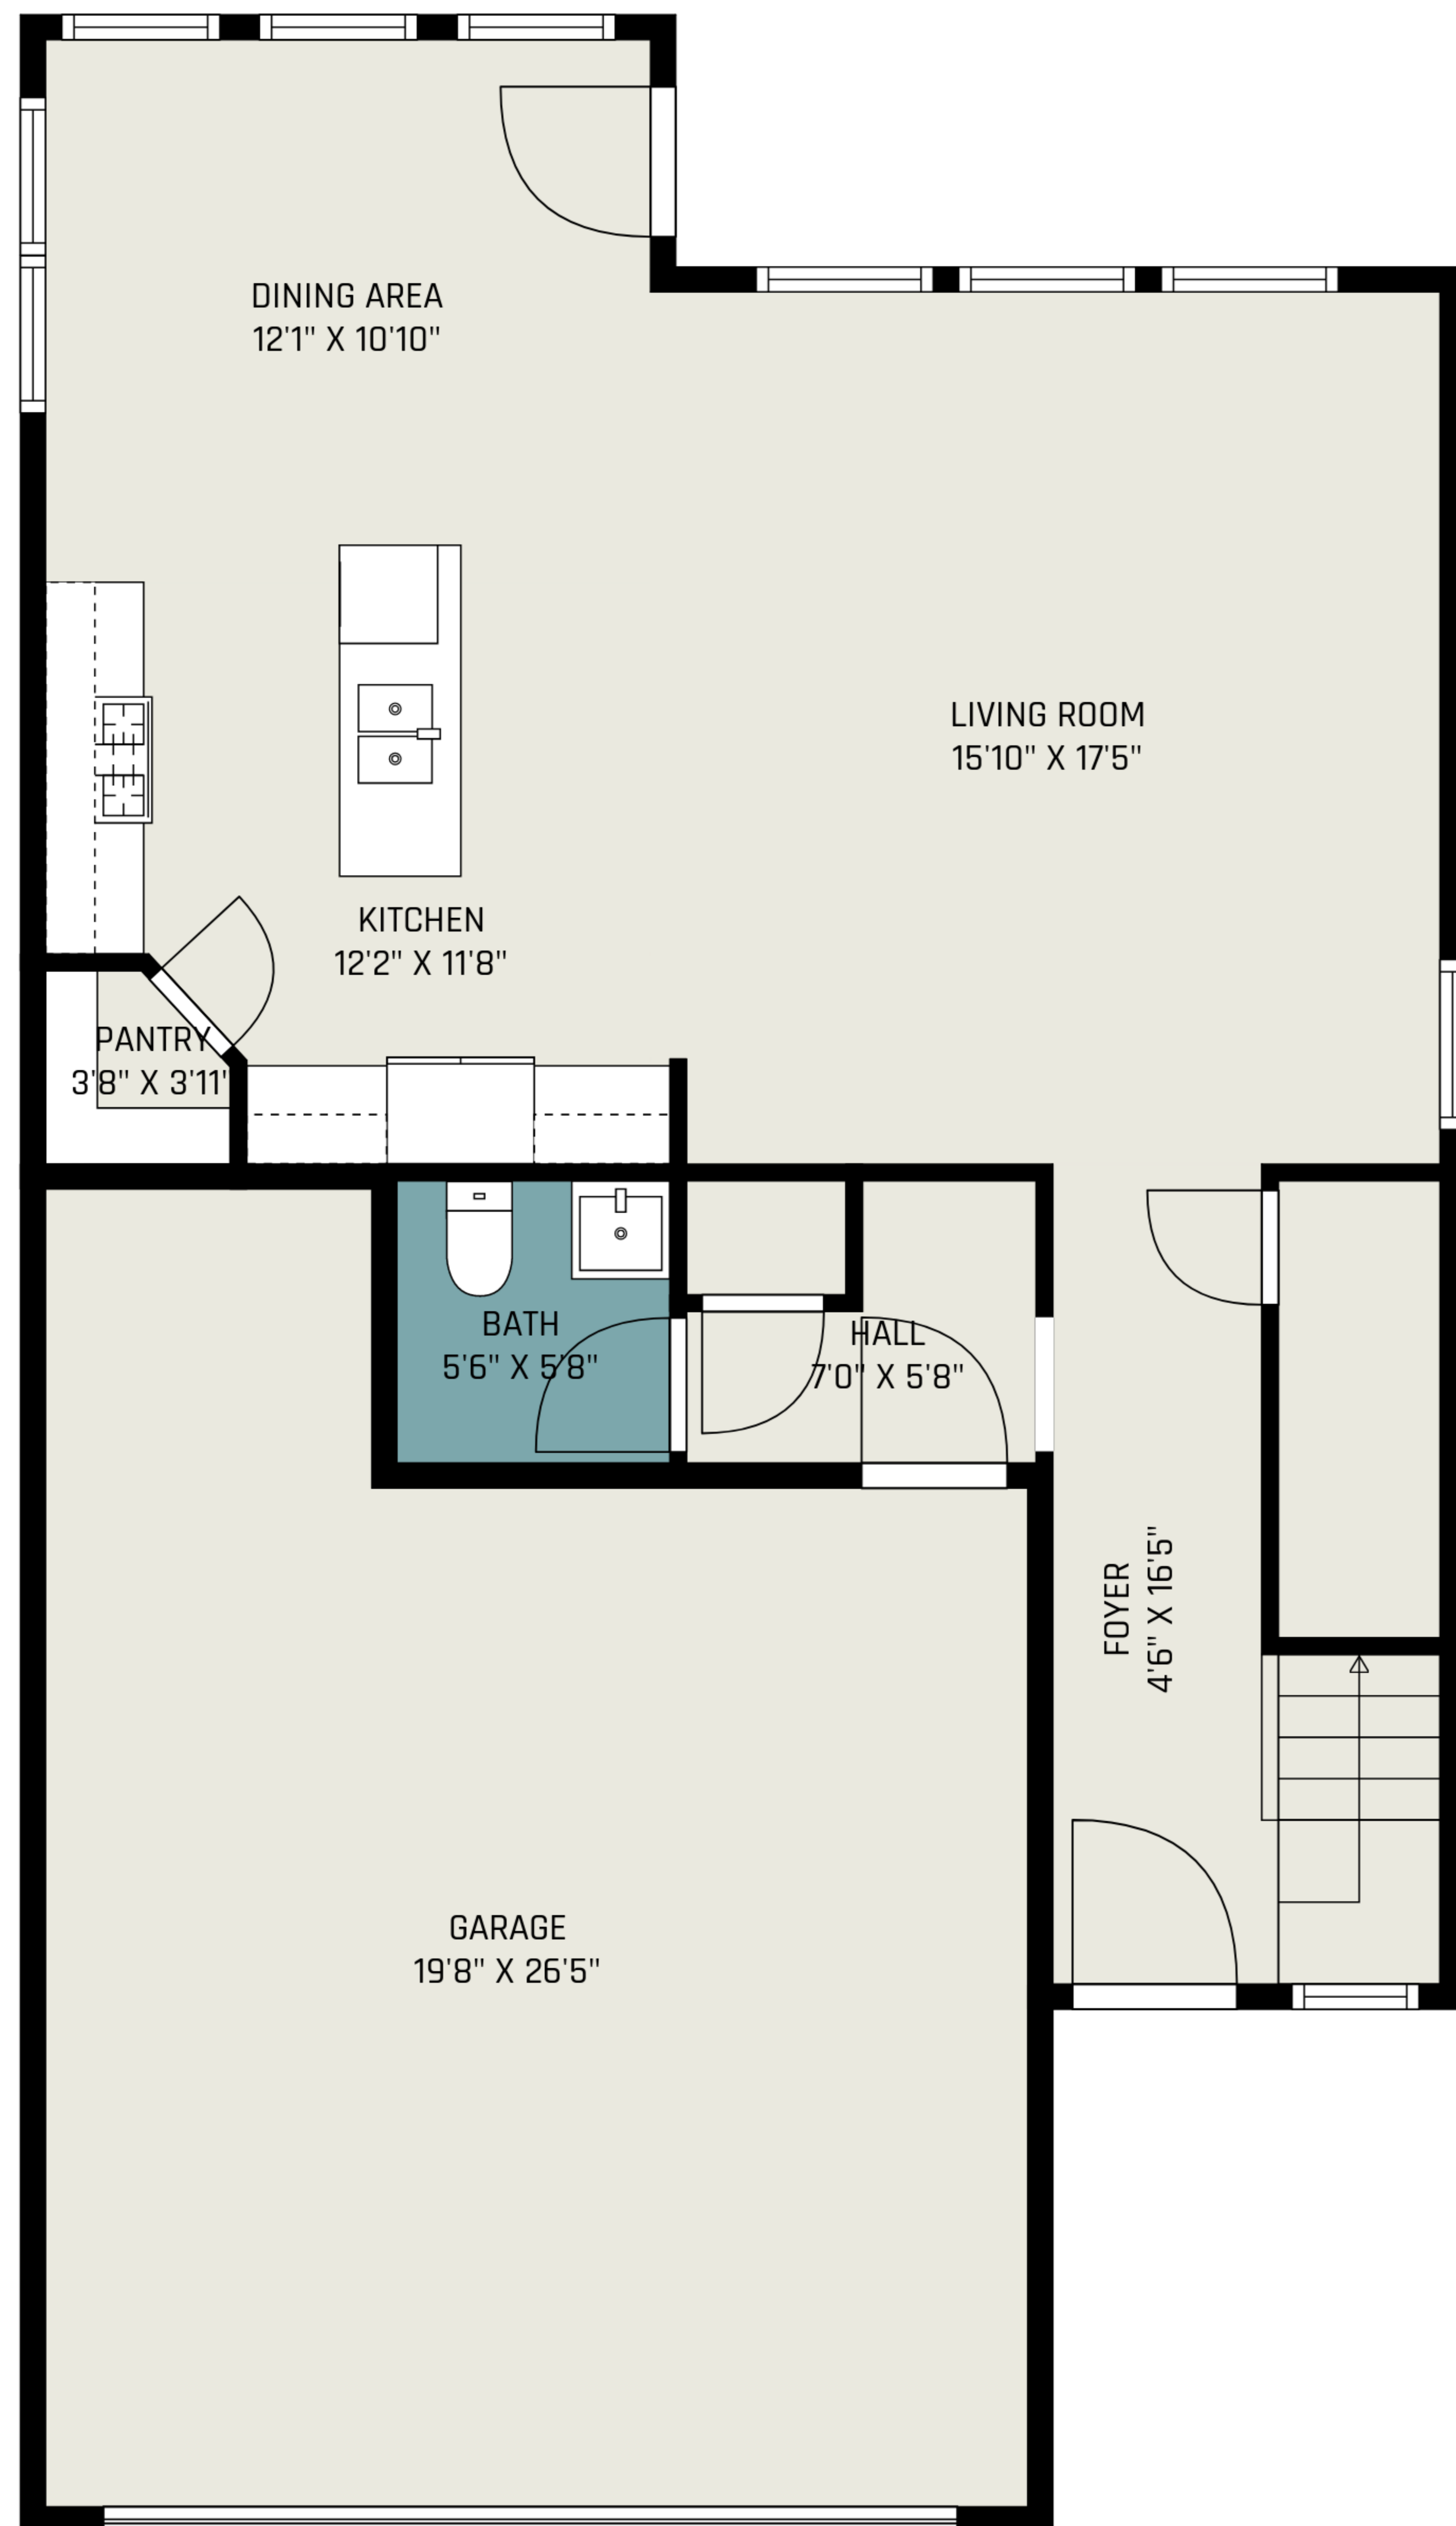 DINING AREA
12'1" X 10'10"
LIVING ROOM
15'10" X 17'5"
KITCHEN
12'2" X 11'8"
PANTRY
3'8" X 3'11"
BATH
5'6" X 5'8"
HALL
7'0" X 5'8"
FOYER
4'6" X 16'5"
GARAGE
19'8" X 26'5"